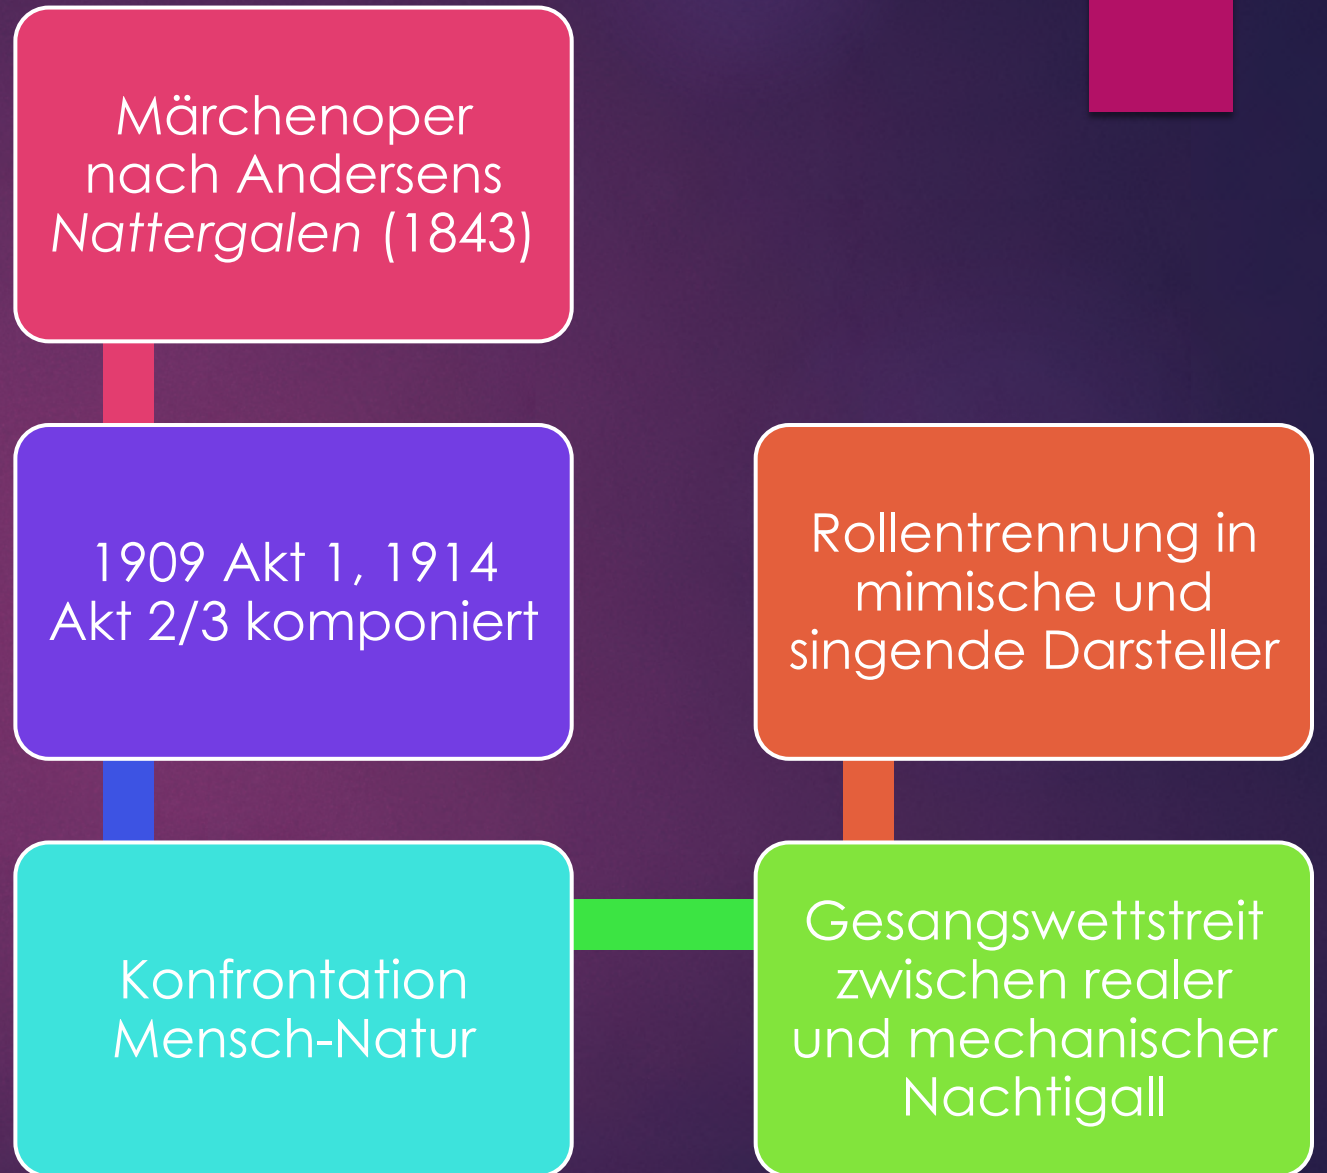 Märchenoper
nach Andersens
Nattergalen (1843)
1909 Akt 1, 1914
Akt 2/3 komponiert
Konfrontation
Mensch-Natur
Gesangswettstreit
zwischen realer
und mechanischer
Nachtigall
Rollentrennung in
mimische und
singende Darsteller